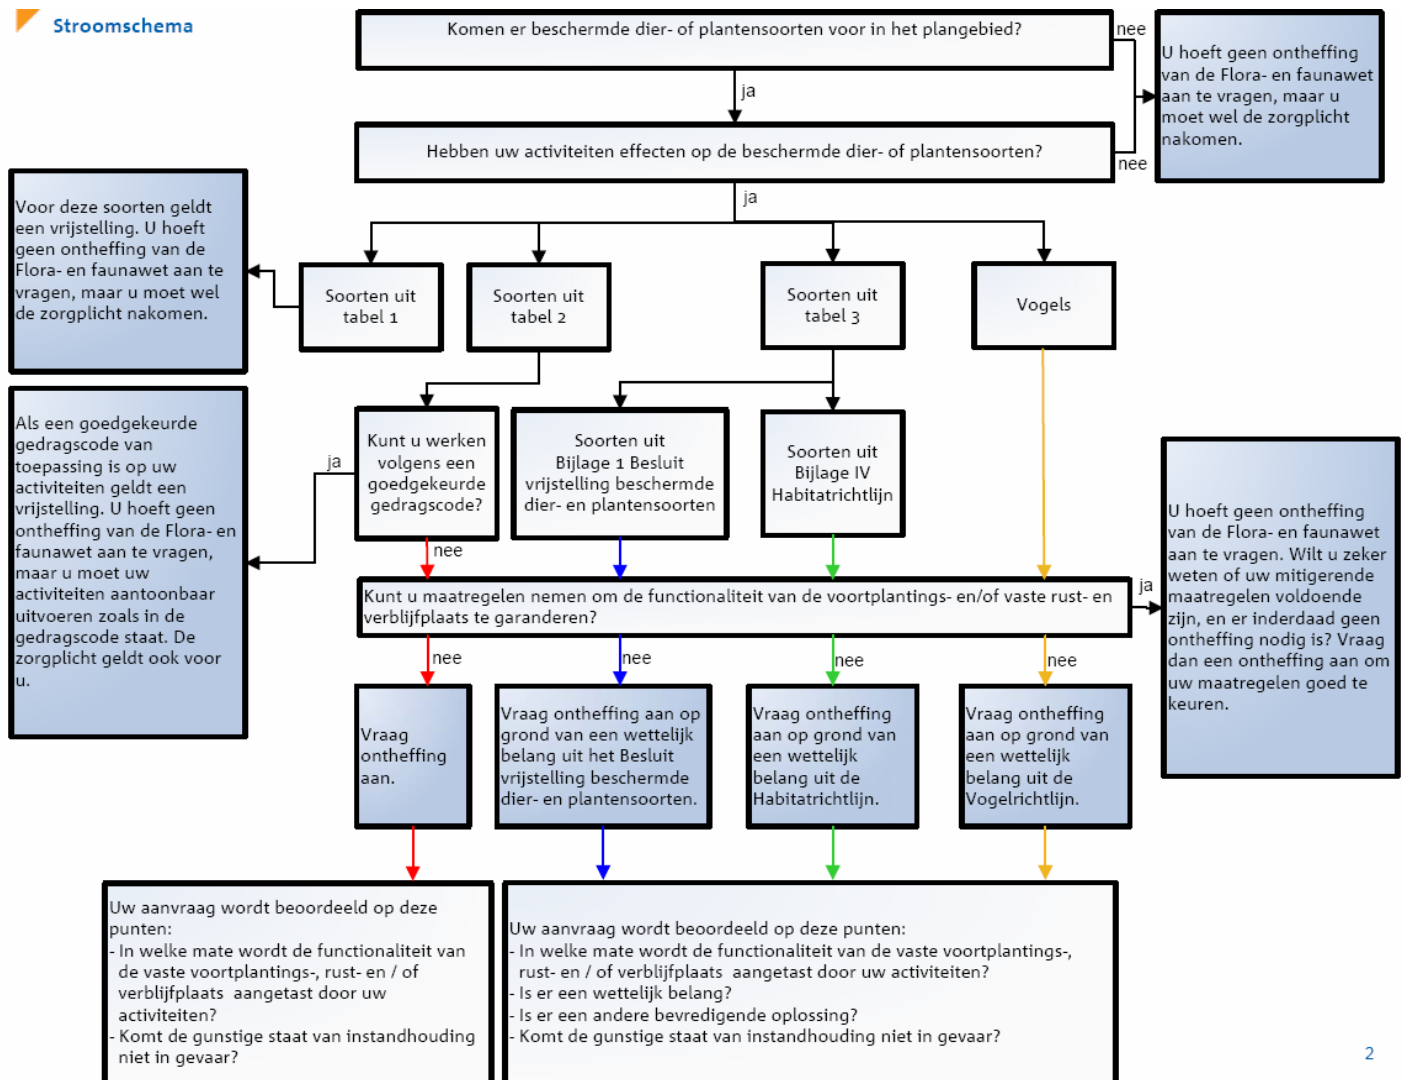 Stroomschema
Komen er beschermde dier- of plantensoorten voor in het plangebied?
nee
U hoeft geen ontheffing
van de Flora- en faunawet
aan te vragen, maar u
moet wel de zorgplicht
nakomen.
ja
Hebben uw activiteiten effecten op de beschermde dier- of plantensoorten?
nee
ja
Voor deze soorten geldt
een vrijstelling. U hoeft
geen ontheffing van de
Flora- en faunawet aan te
vragen, maar u moet wel
de zorgplicht nakomen.
Soorten uit
tabel 1
Soorten uit
tabel 2
Soorten uit
tabel 3
Vogels
Als een goedgekeurde
gedragscode van
toepassing is op uw
activiteiten geldt een
vrijstelling. U hoeft geen
ontheffing van de Flora- en
faunawet aan te vragen,
maar u moet uw
activiteiten aantoonbaar
uitvoeren zoals in de
gedragscode staat. De
zorgplicht geldt ook voor
u.
ja
Kunt u werken
volgens een
goedgekeurde
gedragscode?
Soorten uit
Bijlage 1 Besluit
vrijstelling beschermde
dier- en plantensoorten
Soorten uit
Bijlage IV
Habitatrichtlijn
nee
Kunt u maatregelen nemen om de functionaliteit van de voortplantings- en/of vaste rust- en
verblijfplaats te garanderen?
ja
U hoeft geen ontheffing
van de Flora- en faunawet
aan te vragen. Wilt u zeker
weten of uw mitigerende
maatregelen voldoende
zijn, en er inderdaad geen
ontheffing nodig is? Vraag
dan een ontheffing aan om
uw maatregelen goed te
keuren.
nee
nee
nee
nee
Vraag
ontheffing
aan.
Vraag ontheffing aan op
grond van een wettelijk
belang uit het Besluit
vrijstelling beschermde
dier- en plantensoorten.
Vraag ontheffing
aan op grond van
een wettelijk
belang uit de
Habitatrichtlijn.
Vraag ontheffing
aan op grond van
een wettelijk
belang uit de
Vogelrichtlijn.
Uw aanvraag wordt beoordeeld op deze
punten:
- In welke mate wordt de functionaliteit van
de vaste voortplantings-, rust- en / of
verblijfplaats aangetast door uw
activiteiten?
- Komt de gunstige staat van instandhouding
niet in gevaar?
Uw aanvraag wordt beoordeeld op deze punten:
- In welke mate wordt de functionaliteit van de vaste voortplantings-,
rust- en / of verblijfplaats aangetast door uw activiteiten?
- Is er een wettelijk belang?
- Is er een andere bevredigende oplossing?
- Komt de gunstige staat van instandhouding niet in gevaar?
2